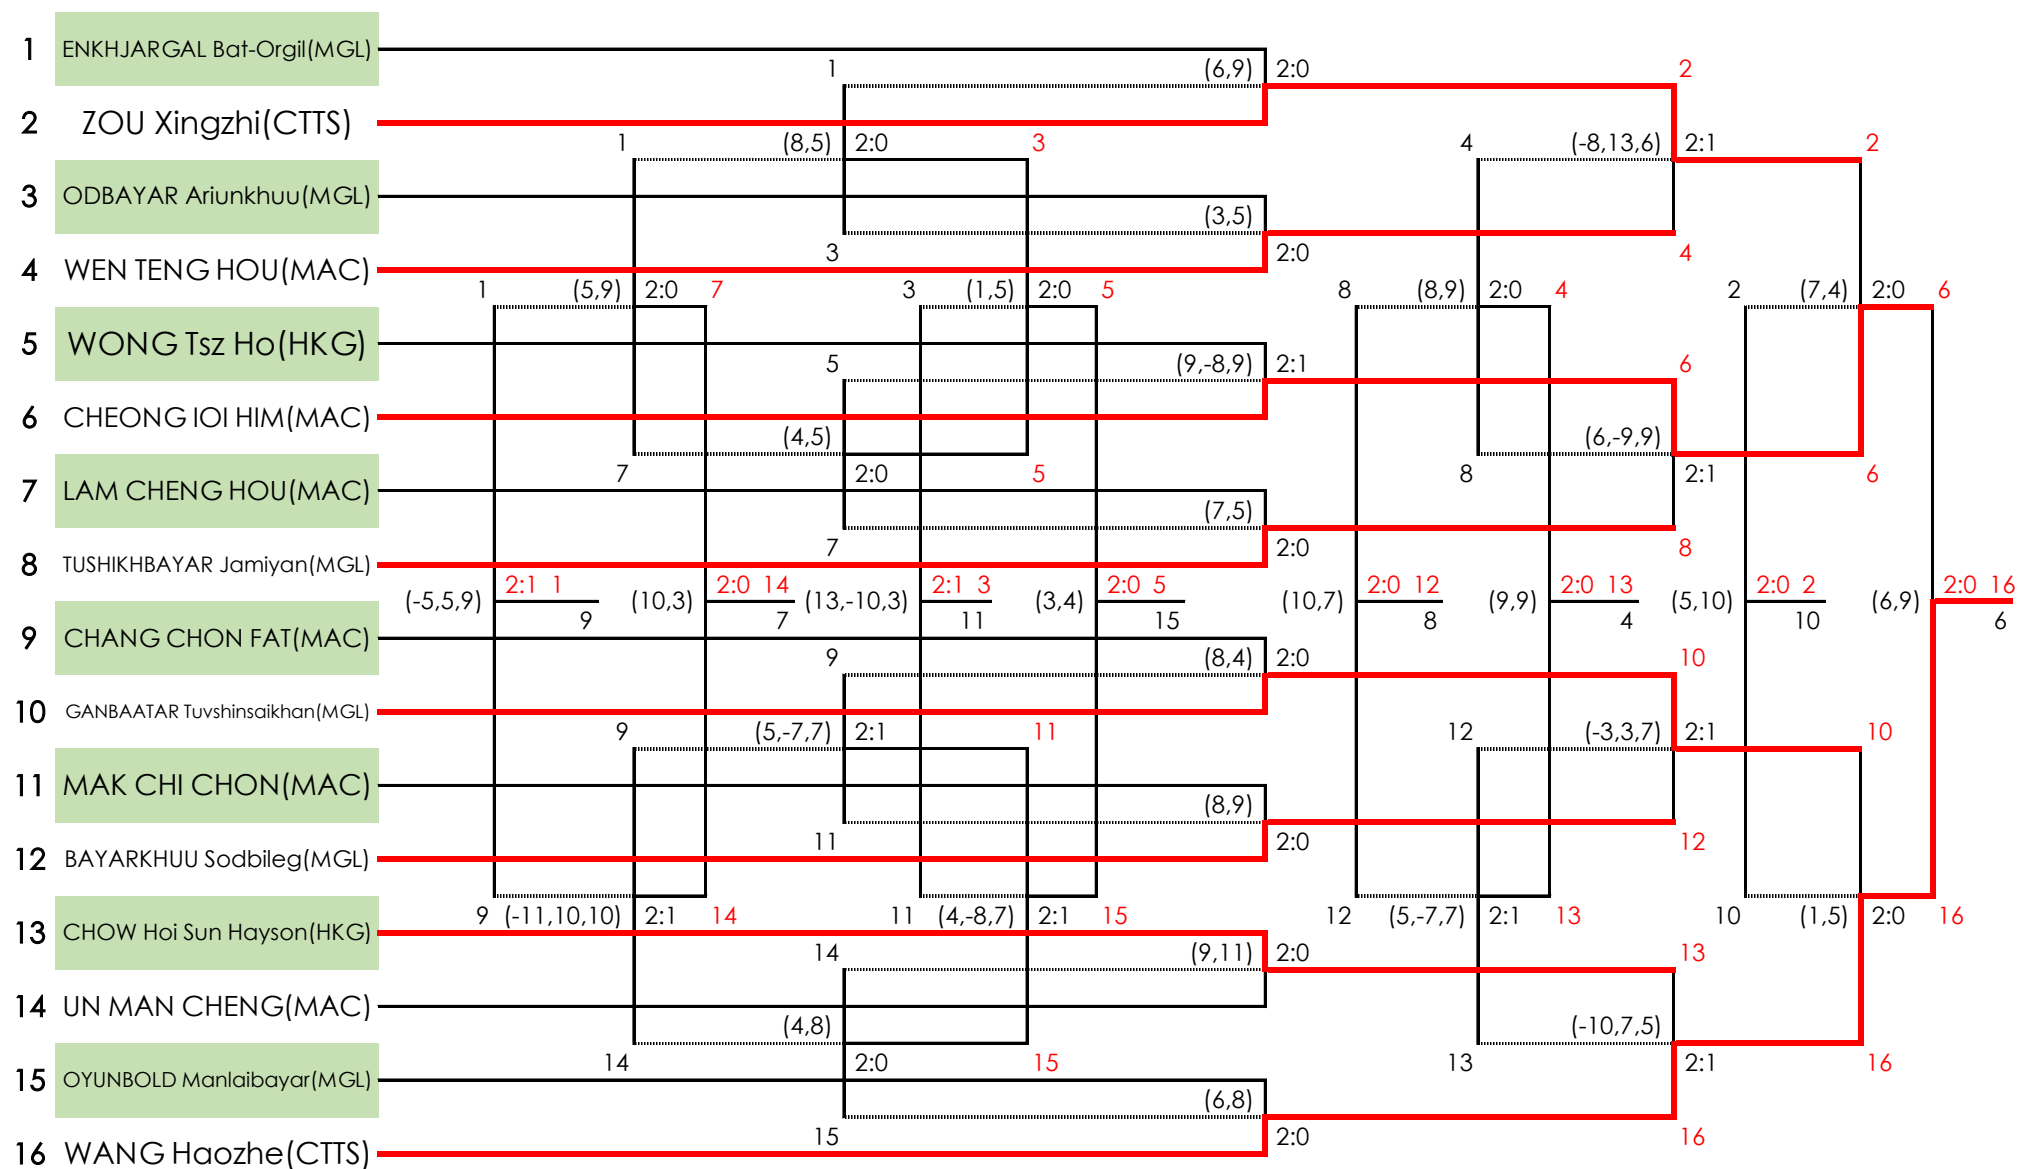 1 ENKHJARGAL Bat-Orgil(MGL)
1 (6,9) 2:0 2
2 ZOU Xingzhi(CTTS)
1 (8,5) 2:0 3 4 (-8,13,6) 2:1 2
3 ODBAYAR Ariunkhuu(MGL)
(3,5)
3 2:0 4
4 WEN TENG HOU(MAC)
1 (5,9) 2:0 7 3 (1,5) 2:0 5 8 (8,9) 2:0 4 2 (7,4) 2:0 6
5 WONG Tsz Ho(HKG)
5 (9,-8,9) 2:1 6
6 CHEONG IOI HIM(MAC)
(4,5) (6,-9,9)
7 2:0 5 8 2:1 6
7 LAM CHENG HOU(MAC)
(7,5)
7 2:0 8
8 TUSHIKHBAYAR Jamiyan(MGL)
(-5,5,9) 2:1 1 (10,3) 2:0 14 (13,-10,3) 2:1 3 (3,4) 2:0 5 (10,7) 2:0 12 (9,9) 2:0 13 (5,10) 2:0 2 (6,9) 2:0 16
9 7 11 15 8 4 10 6
9 CHANG CHON FAT(MAC)
9 (8,4) 2:0 10
10 GANBAATAR Tuvshinsaikhan(MGL)
9 (5,-7,7) 2:1 11 12 (-3,3,7) 2:1 10
11 MAK CHI CHON(MAC)
(8,9)
11 2:0 12
12 BAYARKHUU Sodbileg(MGL)
9 (-11,10,10) 2:1 14 11 (4,-8,7) 2:1 15 12 (5,-7,7) 2:1 13 10 (1,5) 2:0 16
13 CHOW Hoi Sun Hayson(HKG)
14 (9,11) 2:0 13
14 UN MAN CHENG(MAC)
(4,8) (-10,7,5)
14 2:0 15 13 2:1 16
15 OYUNBOLD Manlaibayar(MGL)
(6,8)
15 2:0 16
16 WANG Haozhe(CTTS)